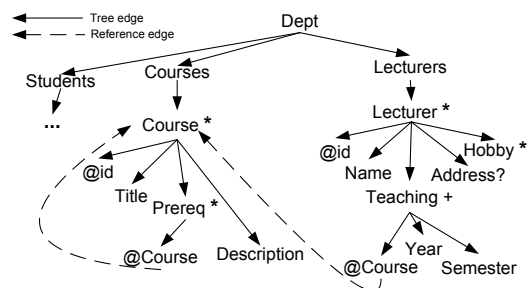 Tree edge
Reference edge
Dept
Students
Courses
Lecturers
...
Course *
Lecturer *
@id
Title
Prereq *
@Course
Description
@id
Name
Teaching +
Address?
Hobby *
@Course
Year
Semester